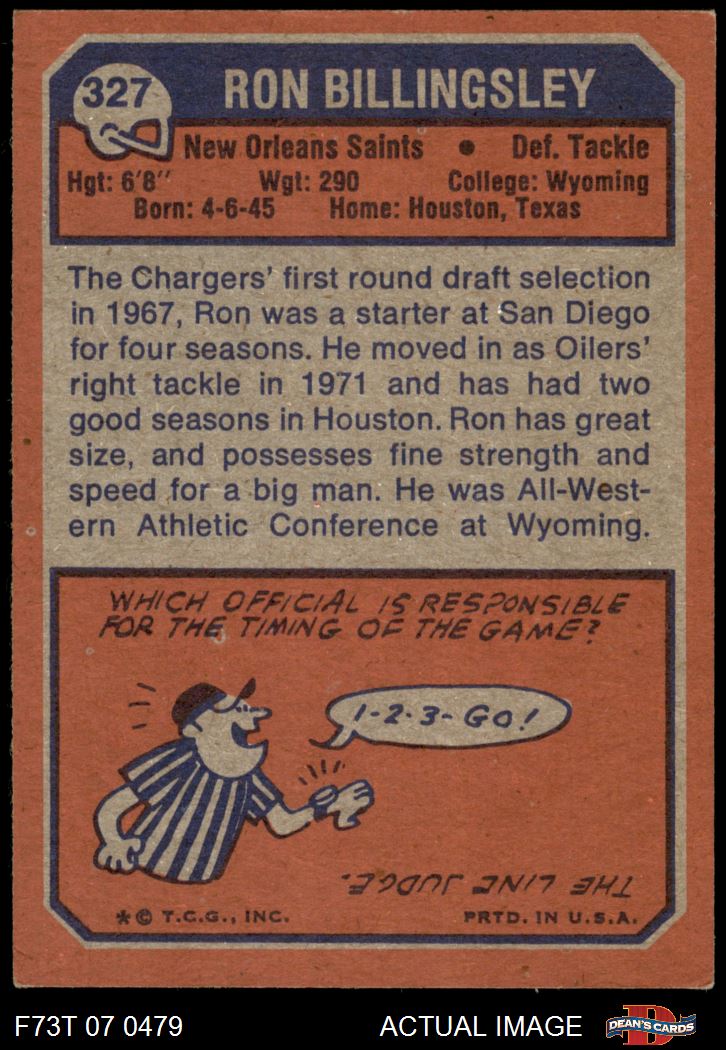 327
RON BILLINGSLEY
New Orleans Saints • Def. Tackle
Hgt: 6'8" Wgt: 290 College: Wyoming
Born: 4-6-45 Home: Houston, Texas
The Chargers' first round draft selection
in 1967, Ron was a starter at San Diego
for four seasons. He moved in as Oilers'
right tackle in 1971 and has had two
good seasons in Houston. Ron has great
size, and possesses fine strength and
speed for a big man. He was All-West-
ern Athletic Conference at Wyoming.
WHICH OFFICIAL IS RESPONSIBLE
FOR THE TIMING OF THE GAME?
1-2-3- GO!
THE LINE JUDGE.
*© T.C.G., INC. PRTD. IN U.S.A.
F73T 07 0479 ACTUAL IMAGE
D
DEAN'S CARDS